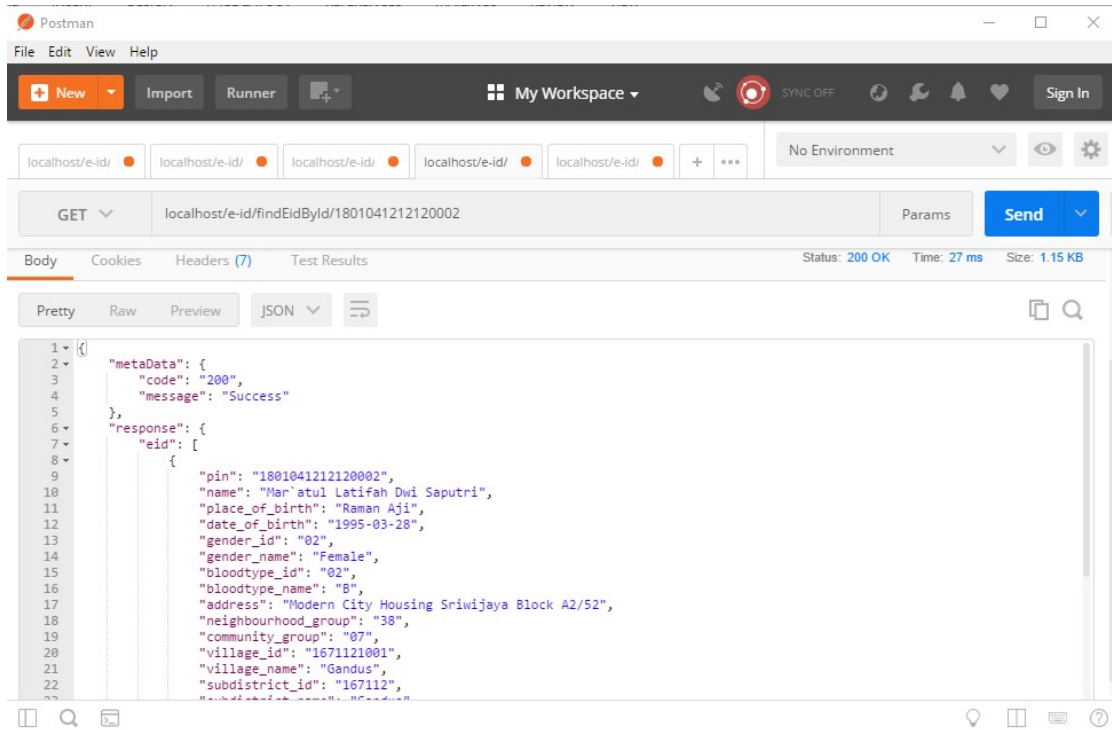 Postman
File Edit View Help
New Import Runner My Workspace SYNC OFF Sign In
localhost/e-id/ localhost/e-id/ localhost/e-id/ localhost/e-id/ localhost/e-id/ + ••• No Environment
GET localhost/e-id/findEidById/1801041212120002 Params Send
Body Cookies Headers (7) Test Results Status: 200 OK Time: 27 ms Size: 1.15 KB
Pretty Raw Preview JSON
1 {
2 "metaData": {
3 "code": "200",
4 "message": "Success"
5 },
6 "response": {
7 "eid": [
8 {
9 "pin": "1801041212120002",
10 "name": "Mar`atul Latifah Dwi Saputri",
11 "place_of_birth": "Raman Aji",
12 "date_of_birth": "1995-03-28",
13 "gender_id": "02",
14 "gender_name": "Female",
15 "bloodtype_id": "02",
16 "bloodtype_name": "B",
17 "address": "Modern City Housing Sriwijaya Block A2/52",
18 "neighbourhood_group": "38",
19 "community_group": "07",
20 "village_id": "1671121001",
21 "village_name": "Gandus",
22 "subdistrict_id": "167112",